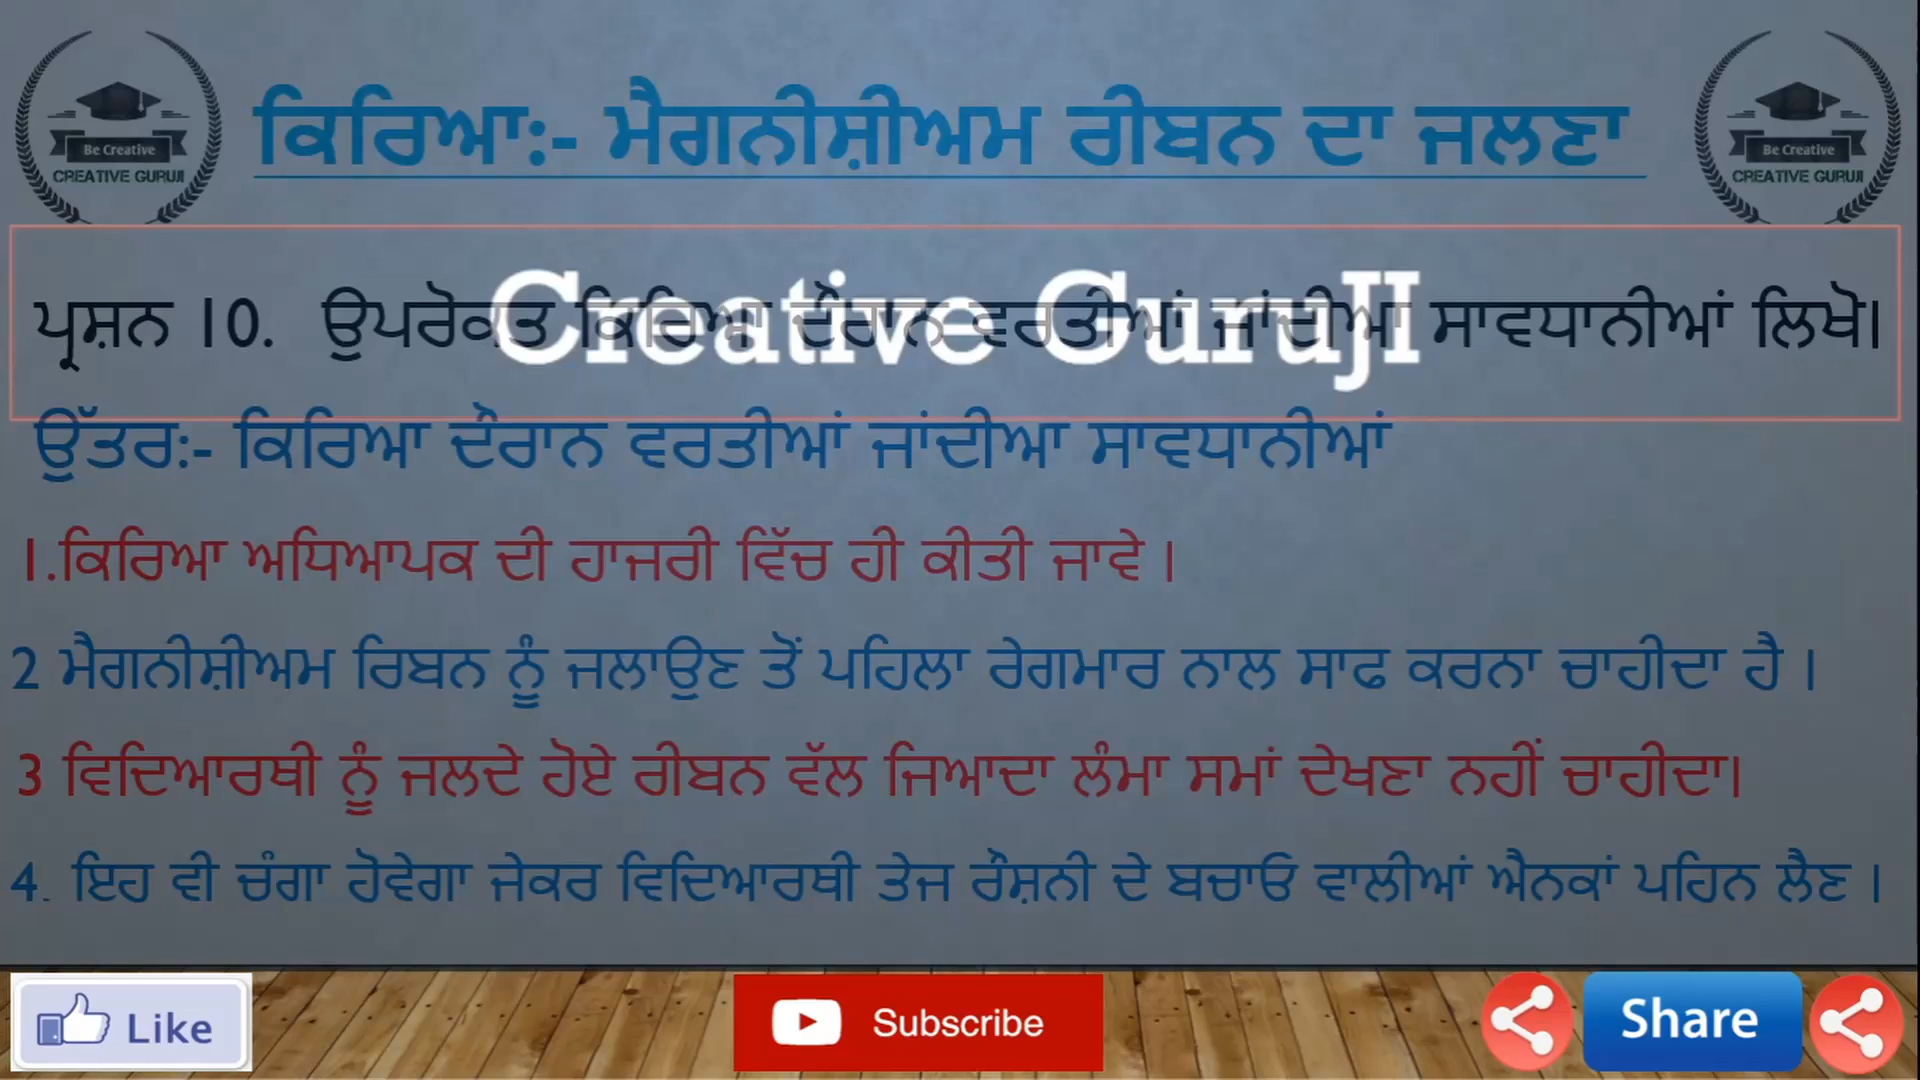 Be Creative
CREATIVE GURUJI
ਕਿਰਿਆ:- ਮੈਗਨੀਸ਼ੀਅਮ ਰੀਬਨ ਦਾ ਜਲਣਾ
Be Creative
CREATIVE GURUJI
ਪ੍ਰਸ਼ਨ 10. ਉਪਰੋਕਤ ਕਿਰਿਆ ਦੌਰਾਨ ਵਰਤੀਆਂ ਜਾਂਦੀਆ ਸਾਵਧਾਨੀਆਂ ਲਿਖੋ।
Creative GuruJI
ਉੱਤਰ:- ਕਿਰਿਆ ਦੌਰਾਨ ਵਰਤੀਆਂ ਜਾਂਦੀਆ ਸਾਵਧਾਨੀਆਂ
1.ਕਿਰਿਆ ਅਧਿਆਪਕ ਦੀ ਹਾਜਰੀ ਵਿੱਚ ਹੀ ਕੀਤੀ ਜਾਵੇ ।
2 ਮੈਗਨੀਸ਼ੀਅਮ ਰਿਬਨ ਨੂੰ ਜਲਾਉਣ ਤੋਂ ਪਹਿਲਾ ਰੇਗਮਾਰ ਨਾਲ ਸਾਫ ਕਰਨਾ ਚਾਹੀਦਾ ਹੈ ।
3 ਵਿਦਿਆਰਥੀ ਨੂੰ ਜਲਦੇ ਹੋਏ ਰੀਬਨ ਵੱਲ ਜਿਆਦਾ ਲੰਮਾ ਸਮਾਂ ਦੇਖਣਾ ਨਹੀਂ ਚਾਹੀਦਾ।
4. ਇਹ ਵੀ ਚੰਗਾ ਹੋਵੇਗਾ ਜੇਕਰ ਵਿਦਿਆਰਥੀ ਤੇਜ ਰੌਸ਼ਨੀ ਦੇ ਬਚਾਓ ਵਾਲੀਆਂ ਐਨਕਾਂ ਪਹਿਨ ਲੈਣ ।
Like
Subscribe
Share